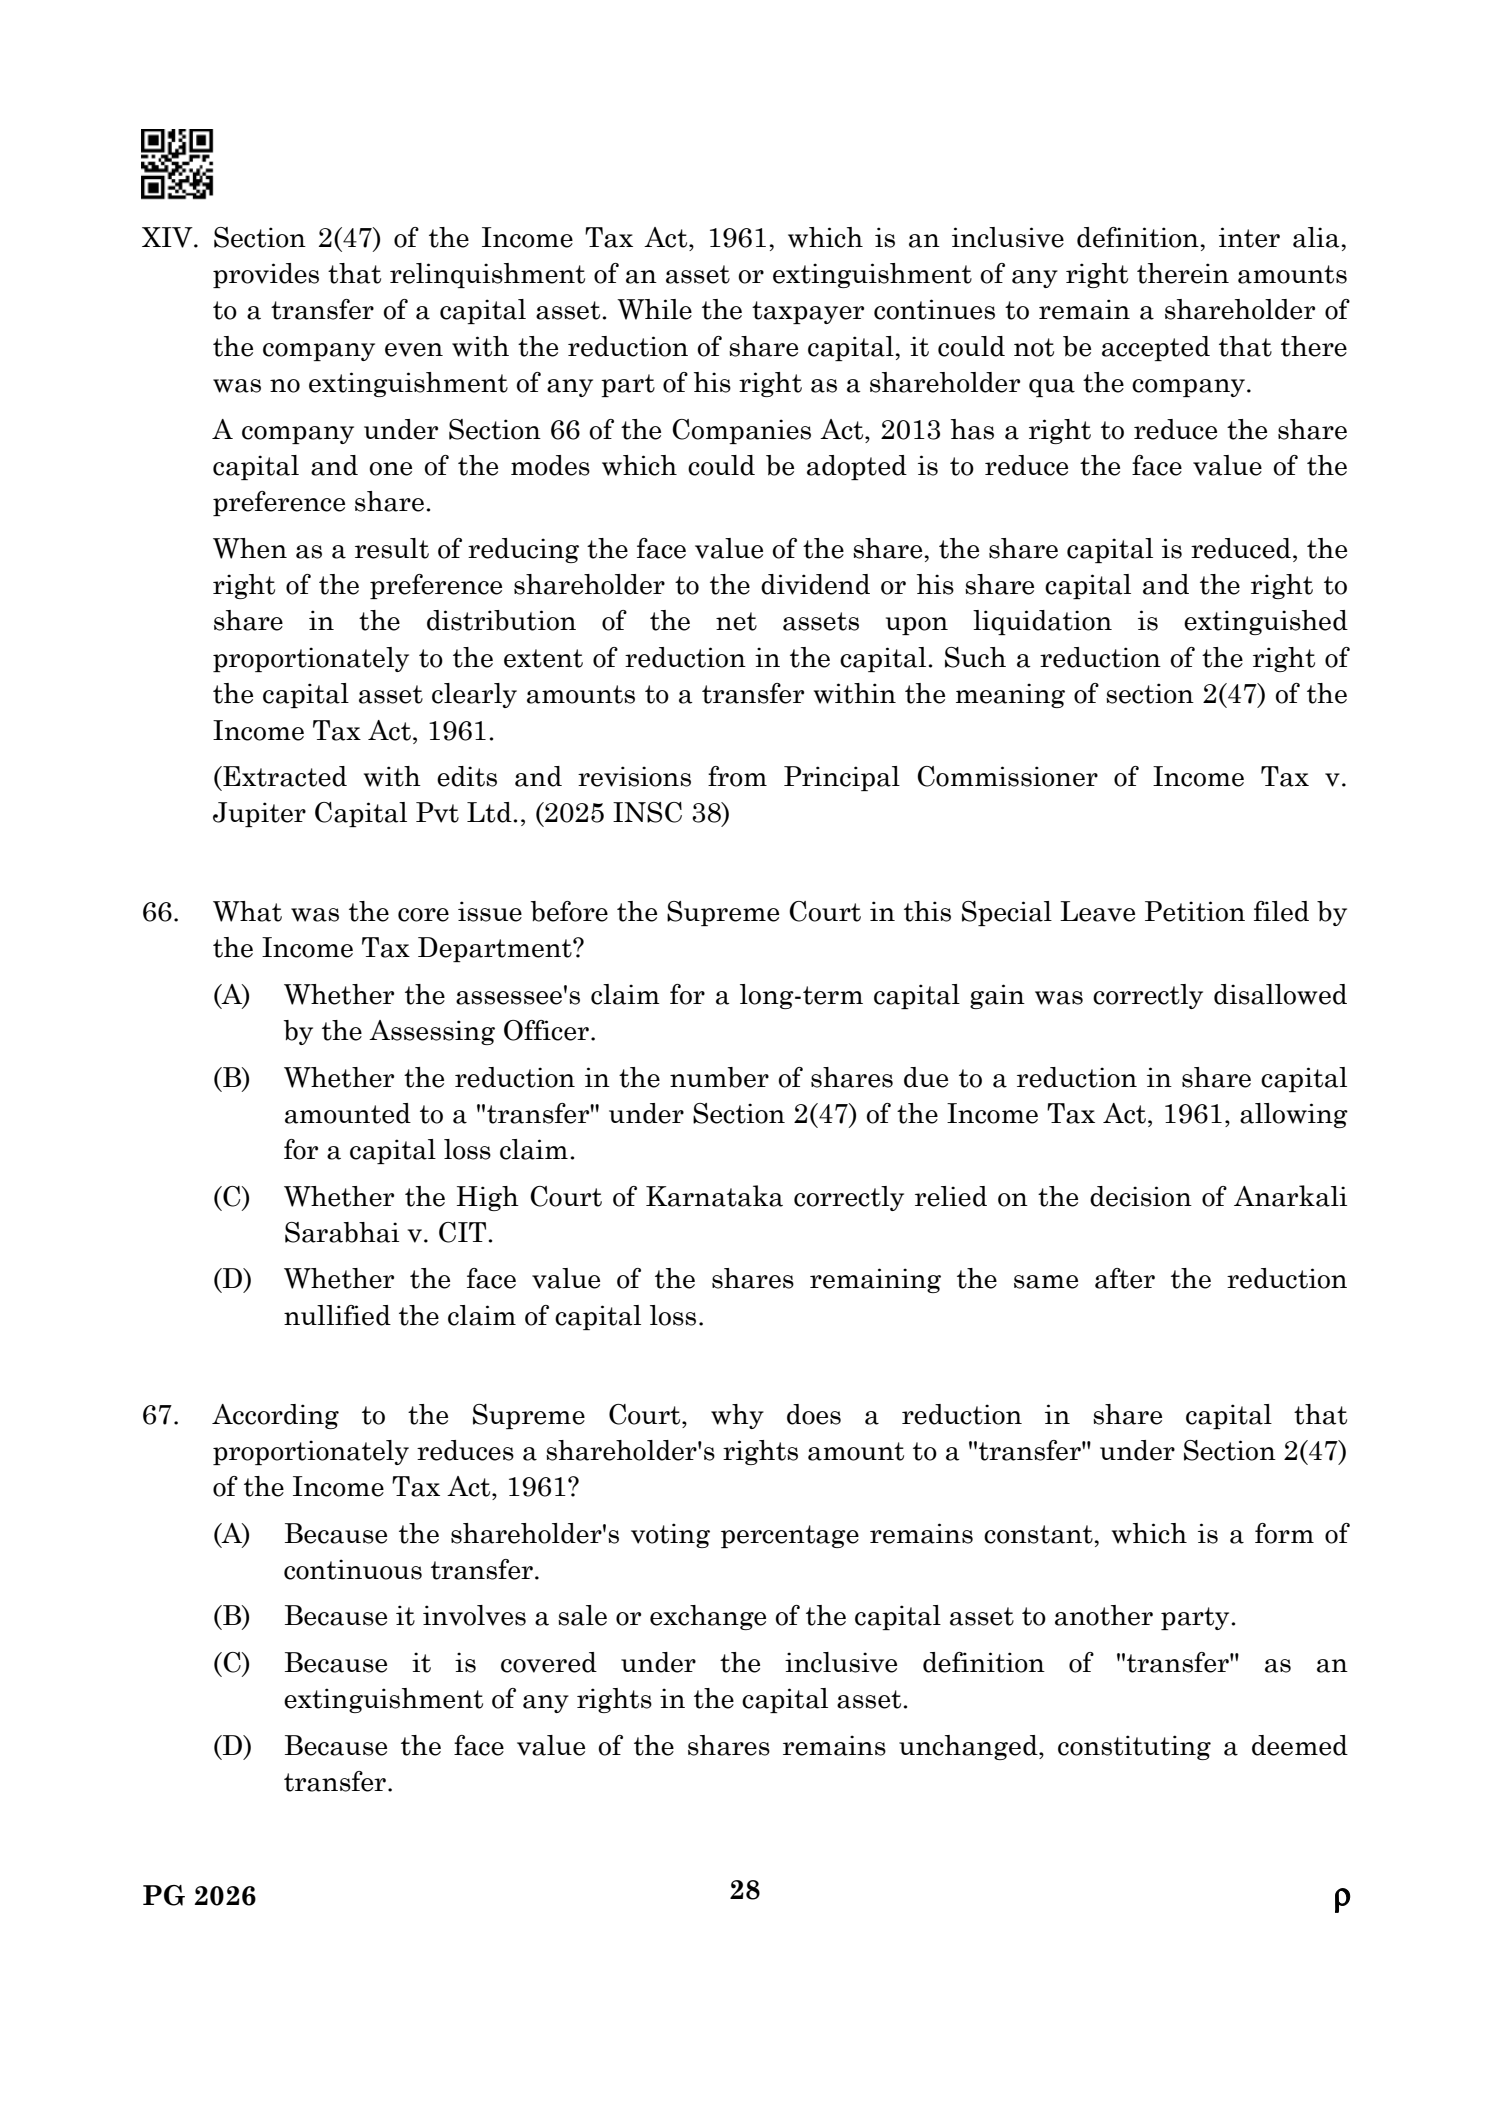 XIV. Section 2(47) of the Income Tax Act, 1961, which is an inclusive definition, inter alia,
provides that relinquishment of an asset or extinguishment of any right therein amounts
to a transfer of a capital asset. While the taxpayer continues to remain a shareholder of
the company even with the reduction of share capital, it could not be accepted that there
was no extinguishment of any part of his right as a shareholder qua the company.
A company under Section 66 of the Companies Act, 2013 has a right to reduce the share
capital and one of the modes which could be adopted is to reduce the face value of the
preference share.
When as a result of reducing the face value of the share, the share capital is reduced, the
right of the preference shareholder to the dividend or his share capital and the right to
share in the distribution of the net assets upon liquidation is extinguished
proportionately to the extent of reduction in the capital. Such a reduction of the right of
the capital asset clearly amounts to a transfer within the meaning of section 2(47) of the
Income Tax Act, 1961.
(Extracted with edits and revisions from Principal Commissioner of Income Tax v.
Jupiter Capital Pvt Ltd., (2025 INSC 38)
66. What was the core issue before the Supreme Court in this Special Leave Petition filed by
the Income Tax Department?
(A) Whether the assessee's claim for a long-term capital gain was correctly disallowed
by the Assessing Officer.
(B) Whether the reduction in the number of shares due to a reduction in share capital
amounted to a "transfer" under Section 2(47) of the Income Tax Act, 1961, allowing
for a capital loss claim.
(C) Whether the High Court of Karnataka correctly relied on the decision of Anarkali
Sarabhai v. CIT.
(D) Whether the face value of the shares remaining the same after the reduction
nullified the claim of capital loss.
67. According to the Supreme Court, why does a reduction in share capital that
proportionately reduces a shareholder's rights amount to a "transfer" under Section 2(47)
of the Income Tax Act, 1961?
(A) Because the shareholder's voting percentage remains constant, which is a form of
continuous transfer.
(B) Because it involves a sale or exchange of the capital asset to another party.
(C) Because it is covered under the inclusive definition of "transfer" as an
extinguishment of any rights in the capital asset.
(D) Because the face value of the shares remains unchanged, constituting a deemed
transfer.
PG 2026 28 ρ